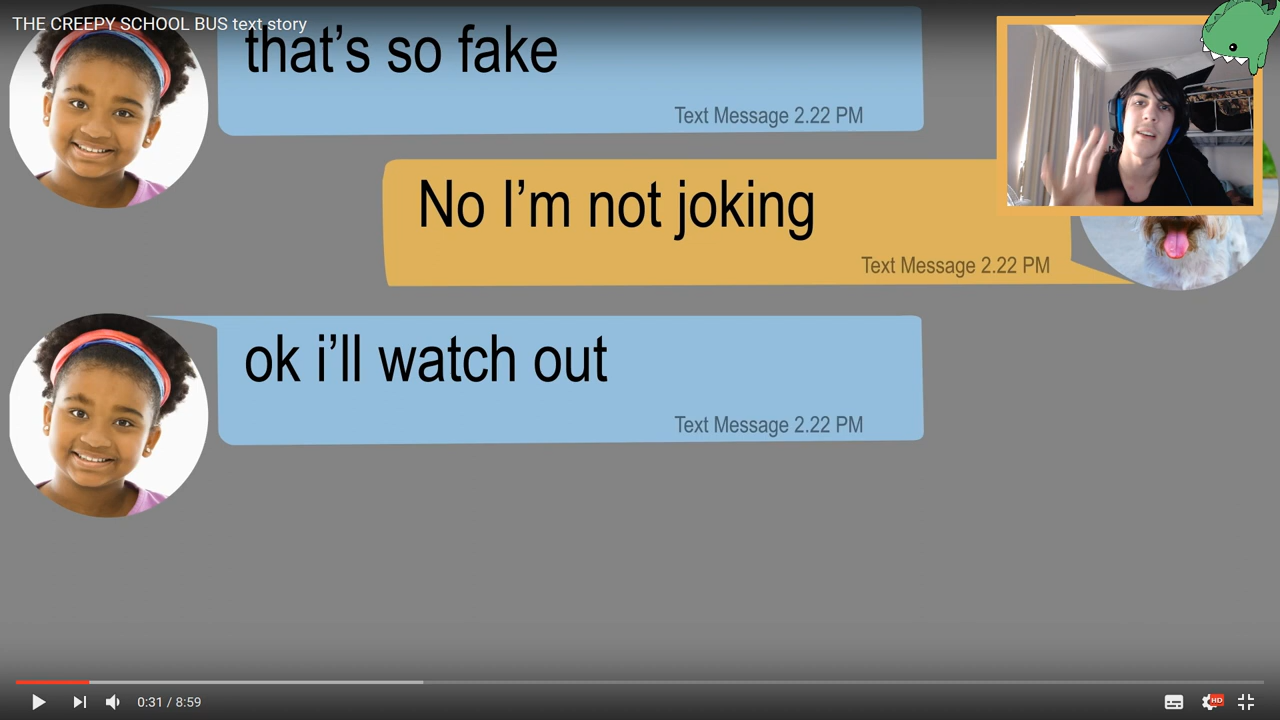 THE CREEPY SCHOOL BUS text story
that's so fake
Text Message 2.22 PM
No I'm not joking
Text Message 2.22 PM
ok i'll watch out
Text Message 2.22 PM
0:31 / 8:59
HD